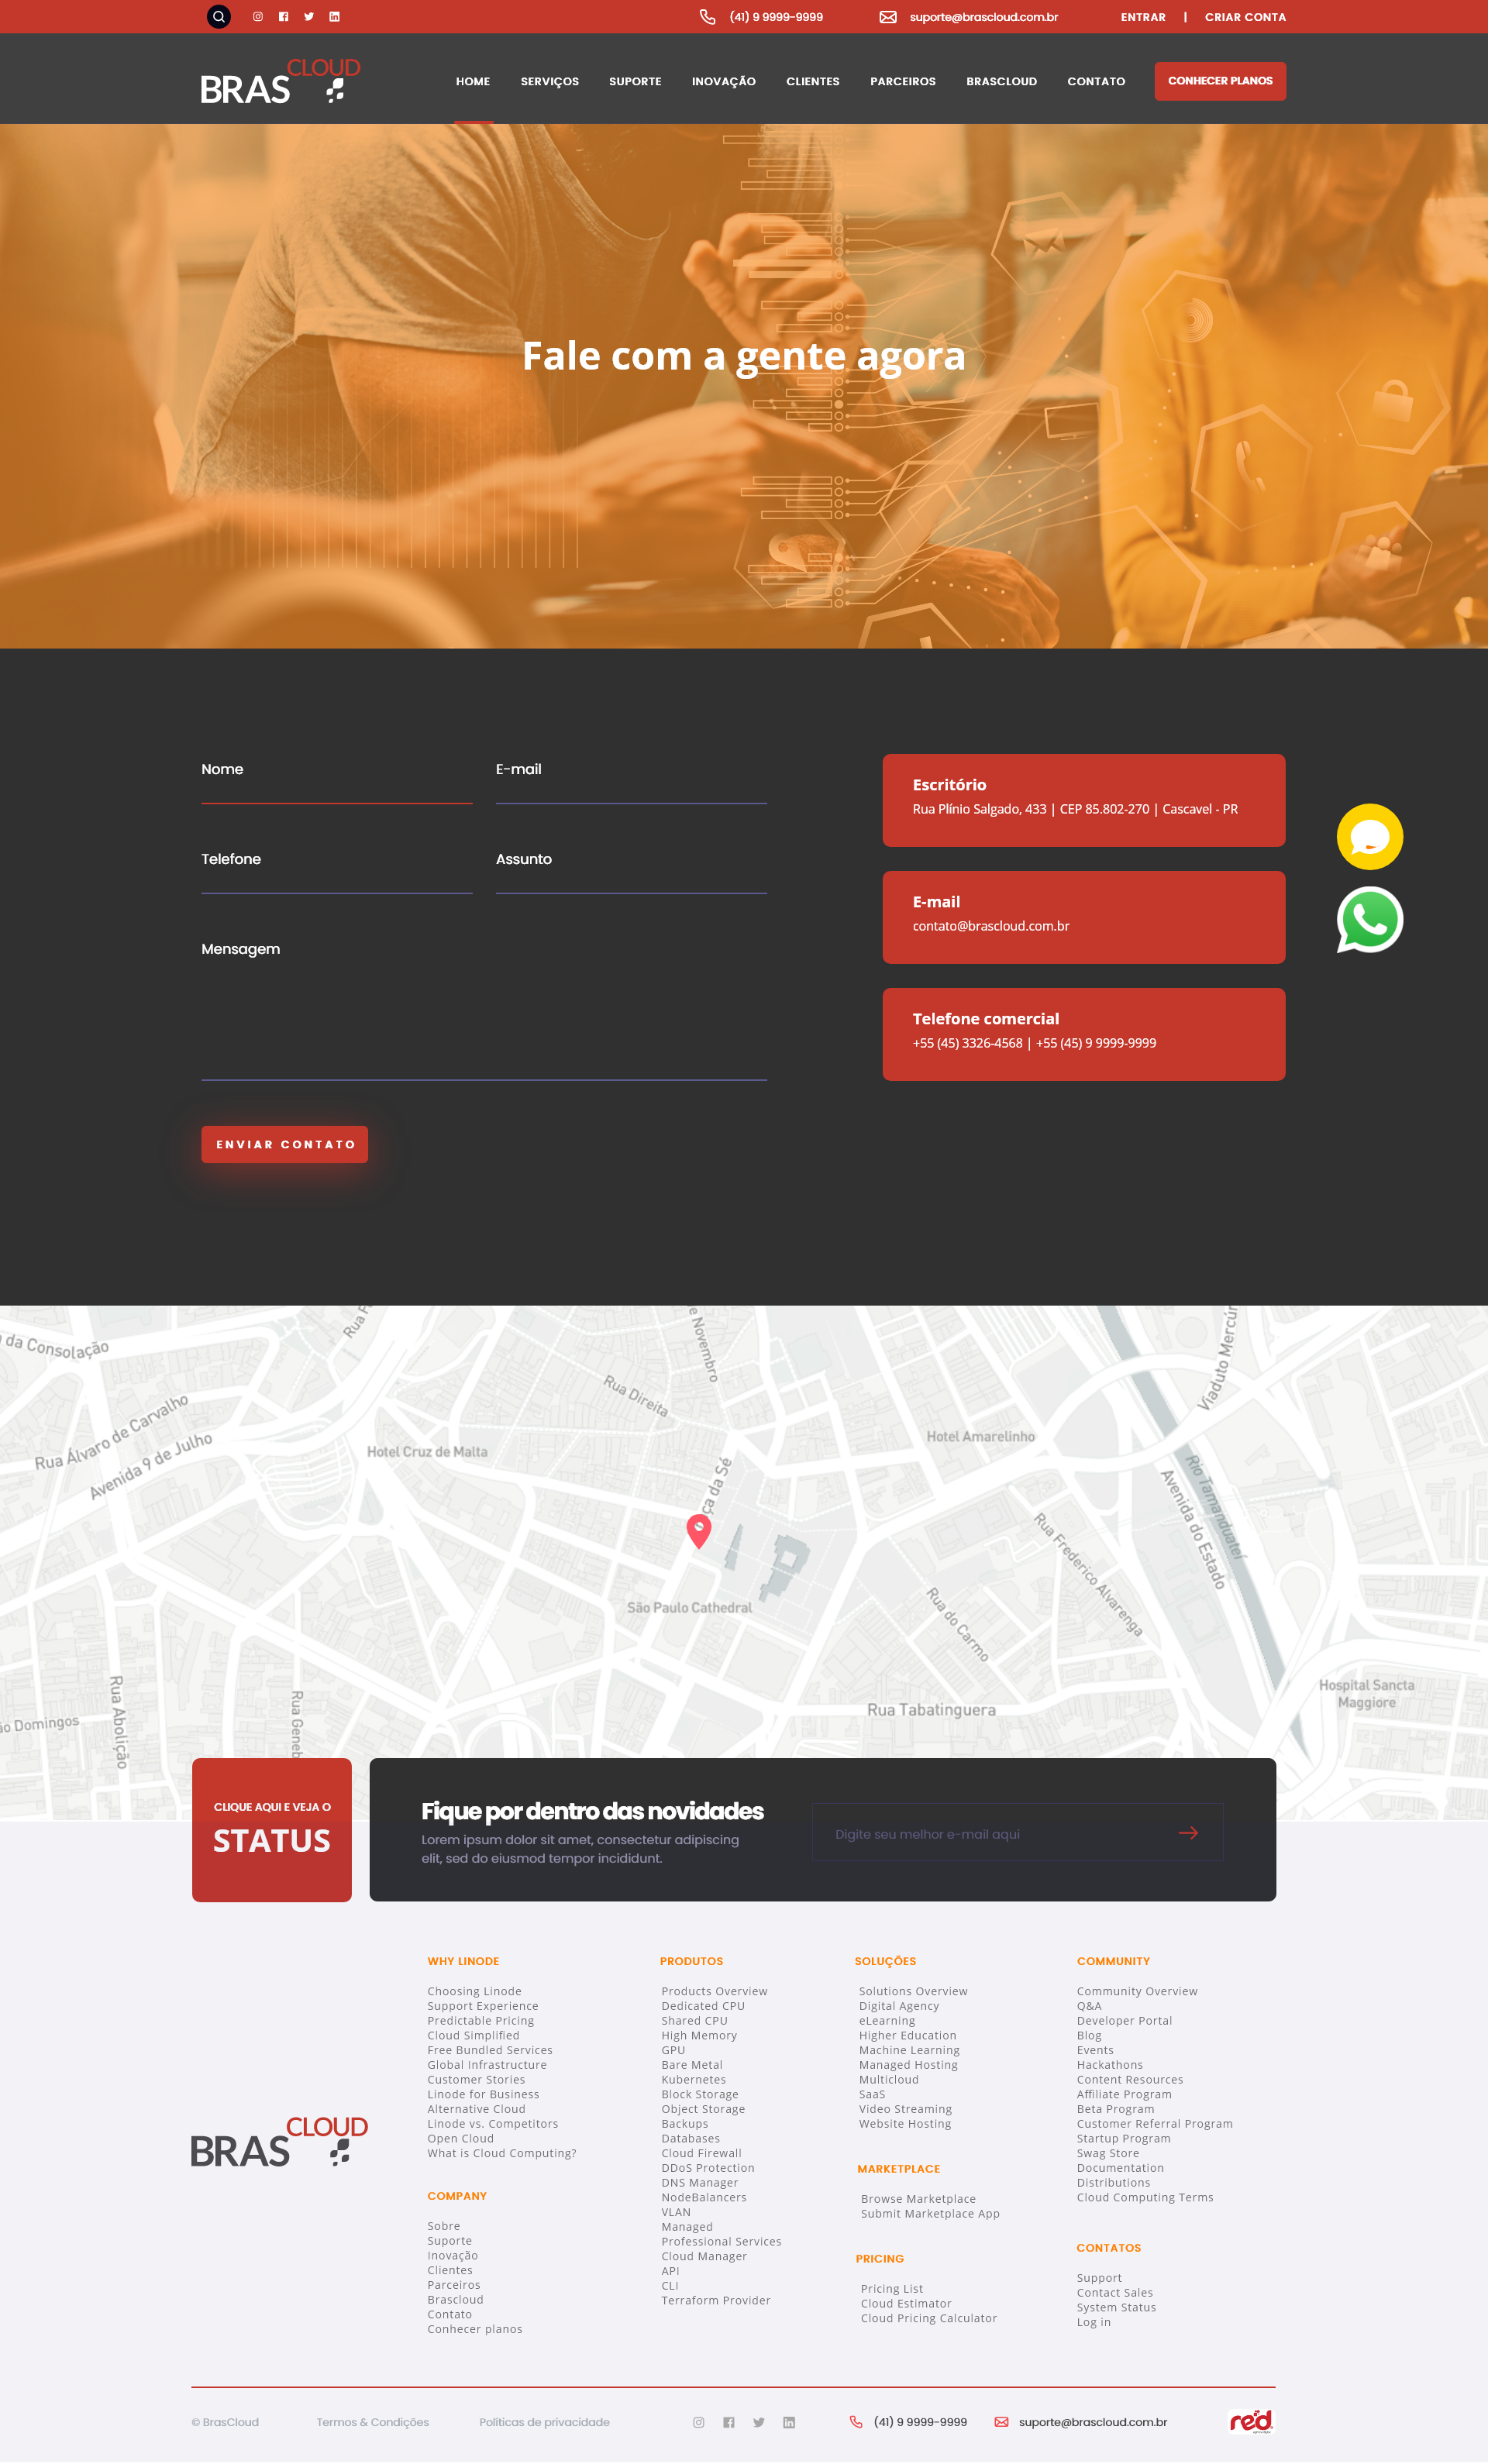 (41) 9 9999-9999
suporte@brascloud.com.br
ENTRAR | CRIAR CONTA
BRASCLOUD
HOME
SERVIÇOS
SUPORTE
INOVAÇÃO
CLIENTES
PARCEIROS
BRASCLOUD
CONTATO
CONHECER PLANOS
Fale com a gente agora
Nome
E-mail
Telefone
Assunto
Mensagem
ENVIAR CONTATO
Escritório
Rua Plínio Salgado, 433 | CEP 85.802-270 | Cascavel - PR
E-mail
contato@brascloud.com.br
Telefone comercial
+55 (45) 3326-4568 | +55 (45) 9 9999-9999
da Consolação
Rua Álvaro de Carvalho
Avenida 9 de Julho
Hotel Cruz de Malta
Rua Direita
Novembro
Hotel Amarelinho
Viaduto Mercúr
Rio Tamanduateí
Avenida do Estado
Rua Frederico Alvarenga
Rua do Carmo
ça da Sé
São Paulo Cathedral
Rua Tabatinguera
Hospital Sancta
Maggiore
Rua Abolição
Rua Geneb
ão Domingos
CLIQUE AQUI E VEJA O
STATUS
Fique por dentro das novidades
Lorem ipsum dolor sit amet, consectetur adipiscing
elit, sed do eiusmod tempor incididunt.
Digite seu melhor e-mail aqui
BRASCLOUD
WHY LINODE
Choosing Linode
Support Experience
Predictable Pricing
Cloud Simplified
Free Bundled Services
Global Infrastructure
Customer Stories
Linode for Business
Alternative Cloud
Linode vs. Competitors
Open Cloud
What is Cloud Computing?
COMPANY
Sobre
Suporte
Inovação
Clientes
Parceiros
Brascloud
Contato
Conhecer planos
PRODUTOS
Products Overview
Dedicated CPU
Shared CPU
High Memory
GPU
Bare Metal
Kubernetes
Block Storage
Object Storage
Backups
Databases
Cloud Firewall
DDoS Protection
DNS Manager
NodeBalancers
VLAN
Managed
Professional Services
Cloud Manager
API
CLI
Terraform Provider
SOLUÇÕES
Solutions Overview
Digital Agency
eLearning
Higher Education
Machine Learning
Managed Hosting
Multicloud
SaaS
Video Streaming
Website Hosting
MARKETPLACE
Browse Marketplace
Submit Marketplace App
PRICING
Pricing List
Cloud Estimator
Cloud Pricing Calculator
COMMUNITY
Community Overview
Q&A
Developer Portal
Blog
Events
Hackathons
Content Resources
Affiliate Program
Beta Program
Customer Referral Program
Startup Program
Swag Store
Documentation
Distributions
Cloud Computing Terms
CONTATOS
Support
Contact Sales
System Status
Log in
© BrasCloud
Termos & Condições
Políticas de privacidade
(41) 9 9999-9999
suporte@brascloud.com.br
red